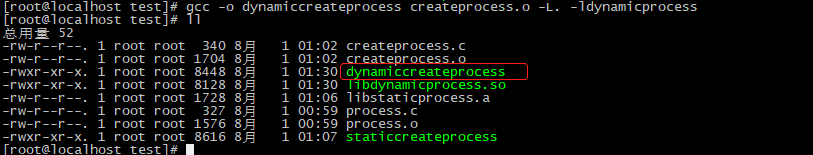 [root@localhost test]# gcc -o dynamiccreateprocess createprocess.o -L. -ldynamicprocess
[root@localhost test]# ll
总用量 52
-rw-r--r--. 1 root root  340 8月   1 01:02 createprocess.c
-rw-r--r--. 1 root root 1704 8月   1 01:02 createprocess.o
-rwxr-xr-x. 1 root root 8448 8月   1 01:30 dynamiccreateprocess
-rwxr-xr-x. 1 root root 8128 8月   1 01:30 libdynamicprocess.so
-rw-r--r--. 1 root root 1728 8月   1 01:06 libstaticprocess.a
-rw-r--r--. 1 root root  327 8月   1 00:59 process.c
-rw-r--r--. 1 root root 1576 8月   1 00:59 process.o
-rwxr-xr-x. 1 root root 8616 8月   1 01:07 staticcreateprocess
[root@localhost test]#